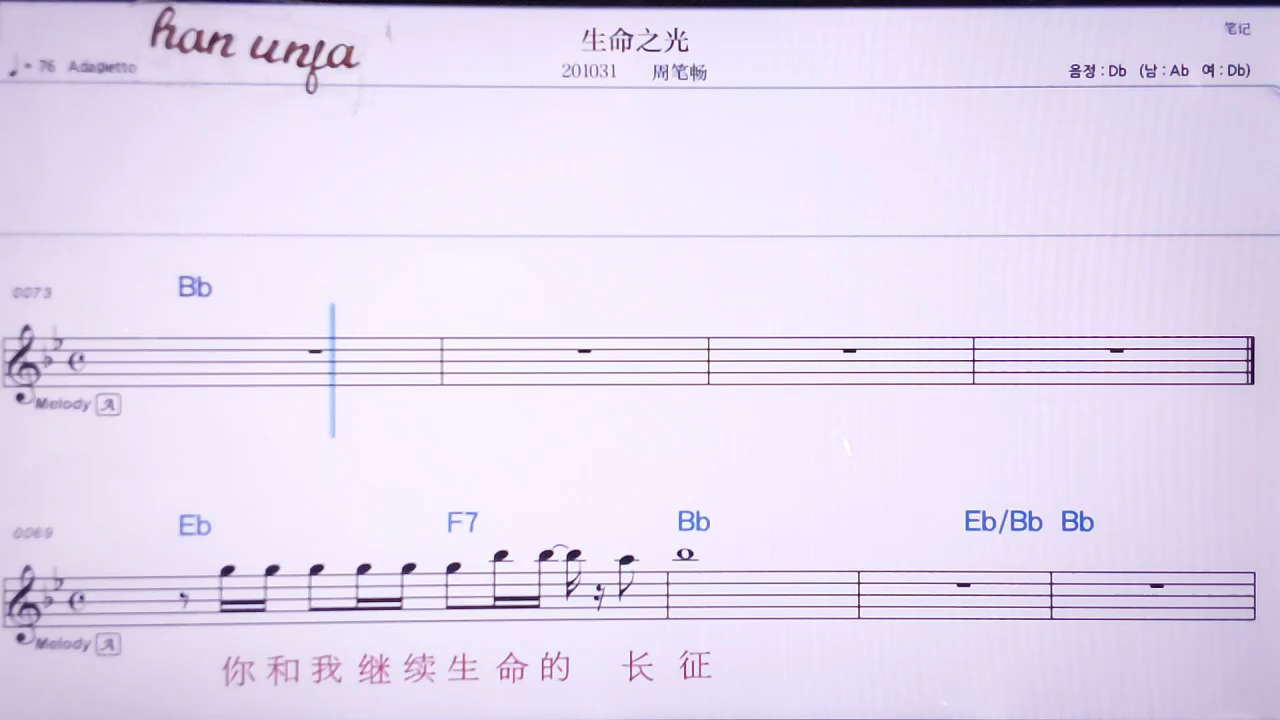 han unfa
生命之光
笔记
♩= 76 Adagietto
201031 周笔畅
음정 : Db (남 : Ab 여 : Db)
0073
Bb
Melody A
0069
Eb F7 Bb Eb/Bb Bb
Melody A
你和我继续生命的 长征